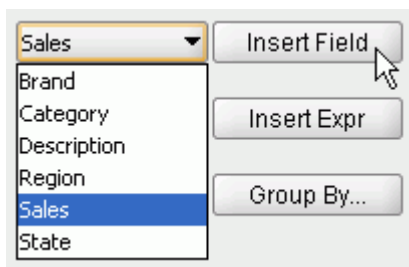 Sales Insert Field
Brand
Category Insert Expr
Description
Region
Sales Group By...
State